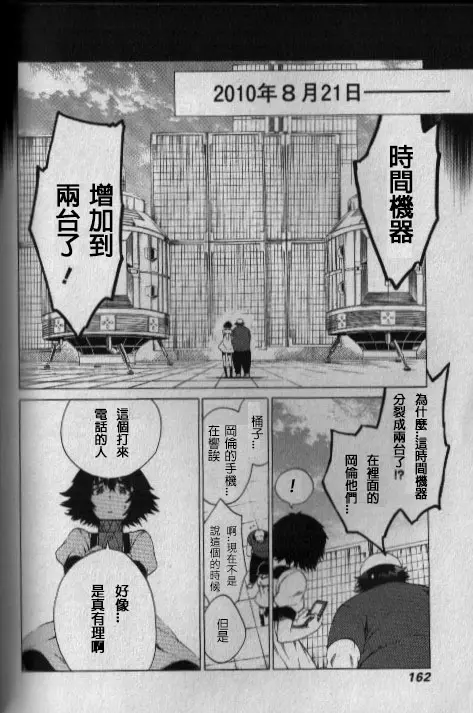 2010年8月21日
時間機器
增加到
兩台了!
為什麼...這時間機器
分裂成兩台了!?
在裡面的
岡倫他們...
!
桶子...
岡倫的手機...
在響誒
啊...現在不是
說這個的時候
但是
這個打來
電話的人
好像...
是真有理啊
162